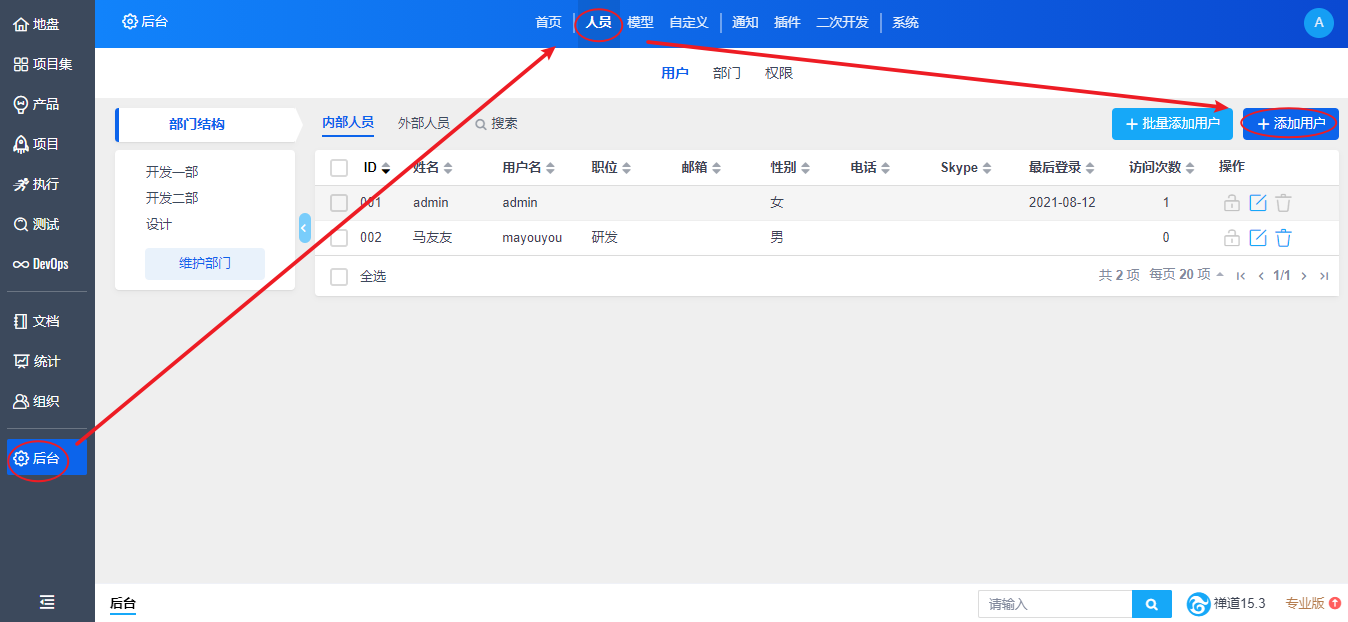 地盘
项目集
产品
项目
执行
测试
DevOps
文档
统计
组织
后台
后台
首页 人员 模型 自定义 通知 插件 二次开发 系统
A
用户 部门 权限
部门结构
开发一部
开发二部
设计
维护部门
内部人员 外部人员 搜索
批量添加用户 添加用户
ID 姓名 用户名 职位 邮箱 性别 电话 Skype 最后登录 访问次数 操作
001 admin admin 女 2021-08-12 1
002 马友友 mayouyou 研发 男 0
全选
共 2 项 每页 20 项 1/1
后台
请输入
禅道15.3 专业版